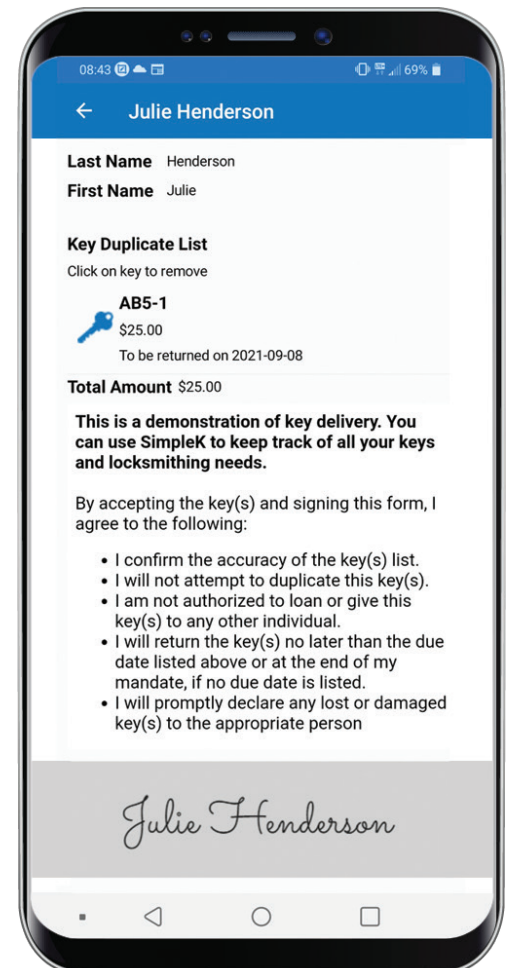 08:43 69%
Julie Henderson
Last Name Henderson
First Name Julie
Key Duplicate List
Click on key to remove
AB5-1
$25.00
To be returned on 2021-09-08
Total Amount $25.00
This is a demonstration of key delivery. You
can use SimpleK to keep track of all your keys
and locksmithing needs.
By accepting the key(s) and signing this form, I
agree to the following:
• I confirm the accuracy of the key(s) list.
• I will not attempt to duplicate this key(s).
• I am not authorized to loan or give this
key(s) to any other individual.
• I will return the key(s) no later than the due
date listed above or at the end of my
mandate, if no due date is listed.
• I will promptly declare any lost or damaged
key(s) to the appropriate person
Julie Henderson